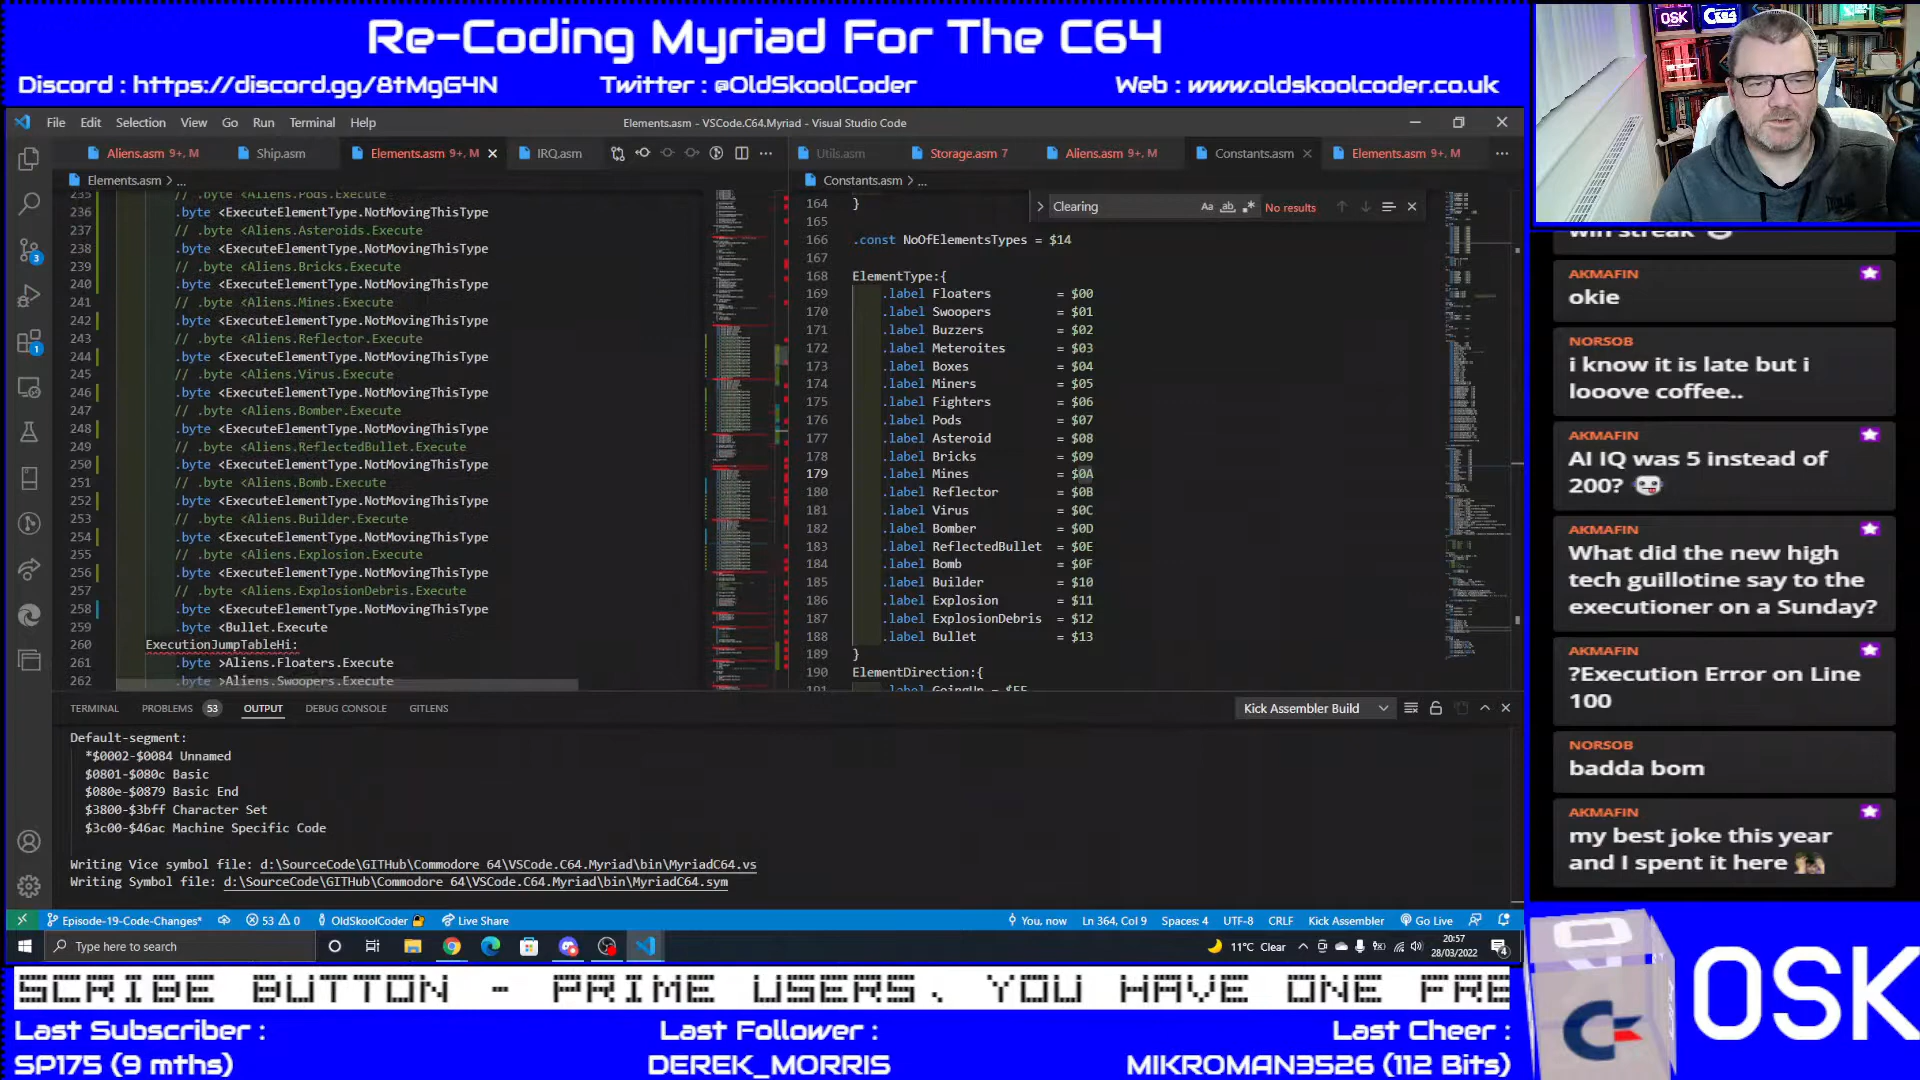 Re-Coding Myriad For The C64
Discord : https://discord.gg/8tMgG4N
Twitter : @OldSkoolCoder
Web : www.oldskoolcoder.co.uk
OSK
File Edit Selection View Go Run Terminal Help
Elements.asm - VSCode.C64.Myriad - Visual Studio Code
Aliens.asm 9+, M
Ship.asm
Elements.asm 9+, M
IRQ.asm
Utils.asm
Storage.asm 7
Aliens.asm 9+, M
Constants.asm
Elements.asm 9+, M
Elements.asm > ...
235 // .byte <Aliens.Pods.Execute
236 .byte <ExecuteElementType.NotMovingThisType
237 // .byte <Aliens.Asteroids.Execute
238 .byte <ExecuteElementType.NotMovingThisType
239 // .byte <Aliens.Bricks.Execute
240 .byte <ExecuteElementType.NotMovingThisType
241 // .byte <Aliens.Mines.Execute
242 .byte <ExecuteElementType.NotMovingThisType
243 // .byte <Aliens.Reflector.Execute
244 .byte <ExecuteElementType.NotMovingThisType
245 // .byte <Aliens.Virus.Execute
246 .byte <ExecuteElementType.NotMovingThisType
247 // .byte <Aliens.Bomber.Execute
248 .byte <ExecuteElementType.NotMovingThisType
249 // .byte <Aliens.ReflectedBullet.Execute
250 .byte <ExecuteElementType.NotMovingThisType
251 // .byte <Aliens.Bomb.Execute
252 .byte <ExecuteElementType.NotMovingThisType
253 // .byte <Aliens.Builder.Execute
254 .byte <ExecuteElementType.NotMovingThisType
255 // .byte <Aliens.Explosion.Execute
256 .byte <ExecuteElementType.NotMovingThisType
257 // .byte <Aliens.ExplosionDebris.Execute
258 .byte <ExecuteElementType.NotMovingThisType
259 .byte <Bullet.Execute
260 ExecutionJumpTableHi:
261 .byte >Aliens.Floaters.Execute
262 .byte >Aliens.Swoopers.Execute
Constants.asm > ...
Clearing
Aa ab .*
No results
164 }
165
166 .const NoOfElementsTypes = $14
167
168 ElementType:{
169 .label Floaters = $00
170 .label Swoopers = $01
171 .label Buzzers = $02
172 .label Meteroites = $03
173 .label Boxes = $04
174 .label Miners = $05
175 .label Fighters = $06
176 .label Pods = $07
177 .label Asteroid = $08
178 .label Bricks = $09
179 .label Mines = $0A
180 .label Reflector = $0B
181 .label Virus = $0C
182 .label Bomber = $0D
183 .label ReflectedBullet = $0E
184 .label Bomb = $0F
185 .label Builder = $10
186 .label Explosion = $11
187 .label ExplosionDebris = $12
188 .label Bullet = $13
189 }
190 ElementDirection:{
191 .label GoingUp = $FF
3
1
TERMINAL PROBLEMS 53 OUTPUT DEBUG CONSOLE GITLENS
Kick Assembler Build
Default-segment:
*$0002-$0084 Unnamed
$0801-$080c Basic
$080e-$0879 Basic End
$3800-$3bff Character Set
$3c00-$46ac Machine Specific Code
Writing Vice symbol file: d:\SourceCode\GITHub\Commodore 64\VSCode.C64.Myriad\bin\MyriadC64.vs
Writing Symbol file: d:\SourceCode\GITHub\Commodore 64\VSCode.C64.Myriad\bin\MyriadC64.sym
Episode-19-Code-Changes* 53 0 OldSkoolCoder Live Share
You, now Ln 364, Col 9 Spaces: 4 UTF-8 CRLF Kick Assembler Go Live
Type here to search
11°C Clear
20:57
28/03/2022
4
win streak
AKMAFIN
okie
NORSOB
i know it is late but i
looove coffee..
AKMAFIN
AI IQ was 5 instead of
200?
AKMAFIN
What did the new high
tech guillotine say to the
executioner on a Sunday?
AKMAFIN
?Execution Error on Line
100
NORSOB
badda bom
AKMAFIN
my best joke this year
and I spent it here
SCRIBE BUTTON - PRIME USERS, YOU HAVE ONE FRE
Last Subscriber :
SP175 (9 mths)
Last Follower :
DEREK_MORRIS
Last Cheer :
MIKROMAN3526 (112 Bits)
OSK